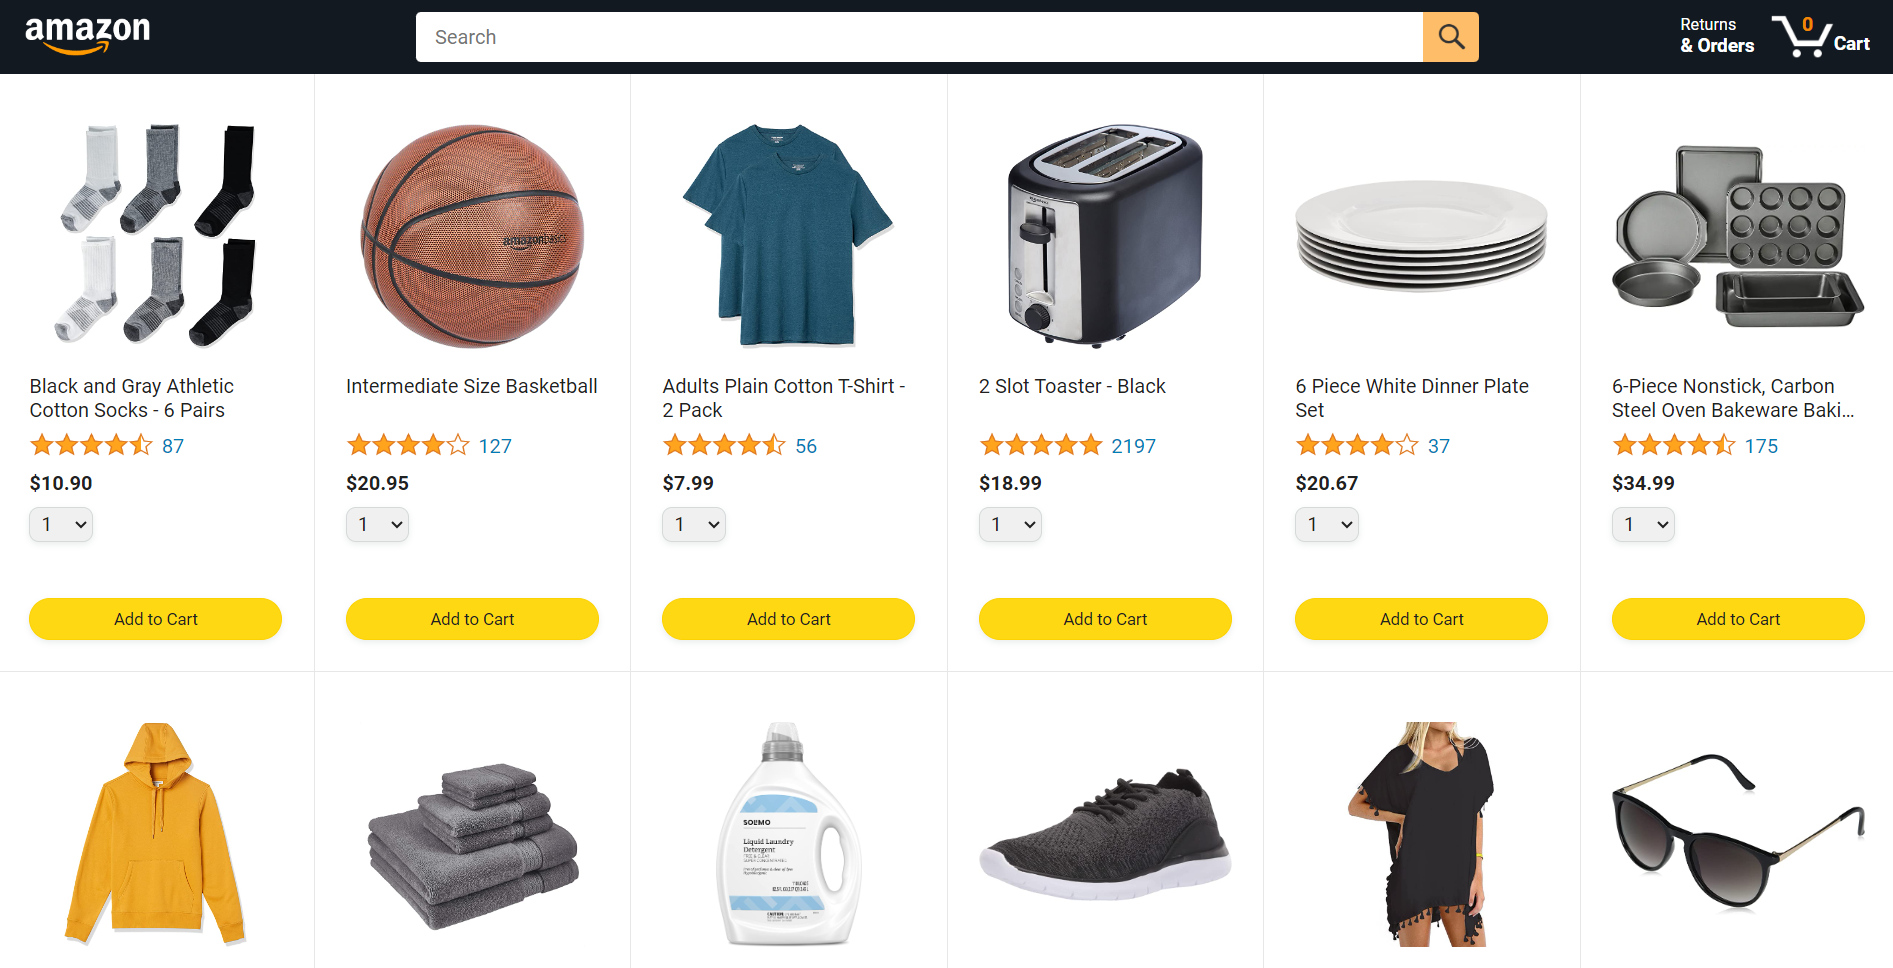 amazon
Search
Returns
& Orders
0
Cart
amazonbasics
Black and Gray Athletic
Cotton Socks - 6 Pairs
87
$10.90
1
Add to Cart
Intermediate Size Basketball
127
$20.95
1
Add to Cart
Adults Plain Cotton T-Shirt -
2 Pack
56
$7.99
1
Add to Cart
2 Slot Toaster - Black
2197
$18.99
1
Add to Cart
6 Piece White Dinner Plate
Set
37
$20.67
1
Add to Cart
6-Piece Nonstick, Carbon
Steel Oven Bakeware Baki...
175
$34.99
1
Add to Cart
SOLIMO
Liquid Laundry
Detergent
FREE & CLEAR